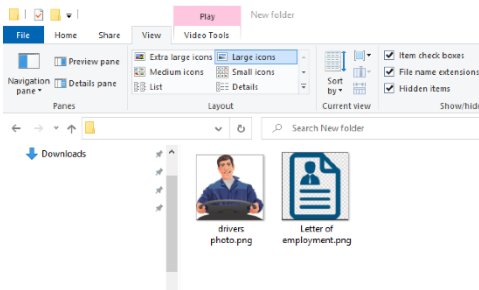 Play
New folder
File
Home
Share
View
Video Tools
Navigation
pane
Preview pane
Details pane
Panes
Extra large icons
Large icons
Medium icons
Small icons
List
Details
Layout
Sort
by
Current view
Item check boxes
File name extensions
Hidden items
Show/hid
Search New folder
Downloads
drivers
photo.png
Letter of
employment.png